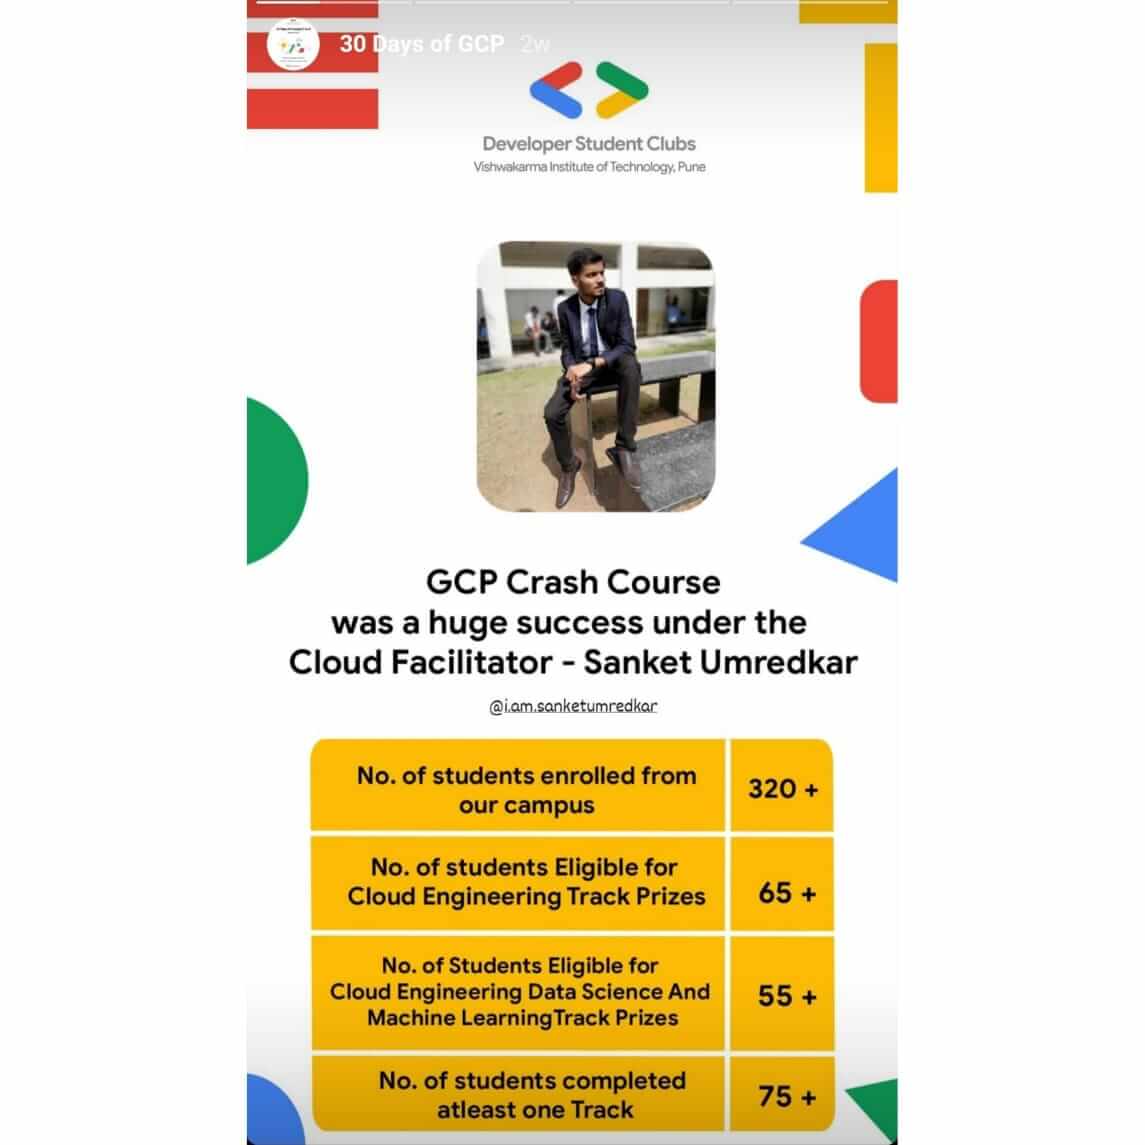 30 Days of GCP 2w
Developer Student Clubs
Vishwakarma Institute of Technology, Pune
GCP Crash Course
was a huge success under the
Cloud Facilitator - Sanket Umredkar
@i.am.sanketumredkar
No. of students enrolled from
our campus
320 +
No. of students Eligible for
Cloud Engineering Track Prizes
65 +
No. of Students Eligible for
Cloud Engineering Data Science And
Machine LearningTrack Prizes
55 +
No. of students completed
atleast one Track
75 +